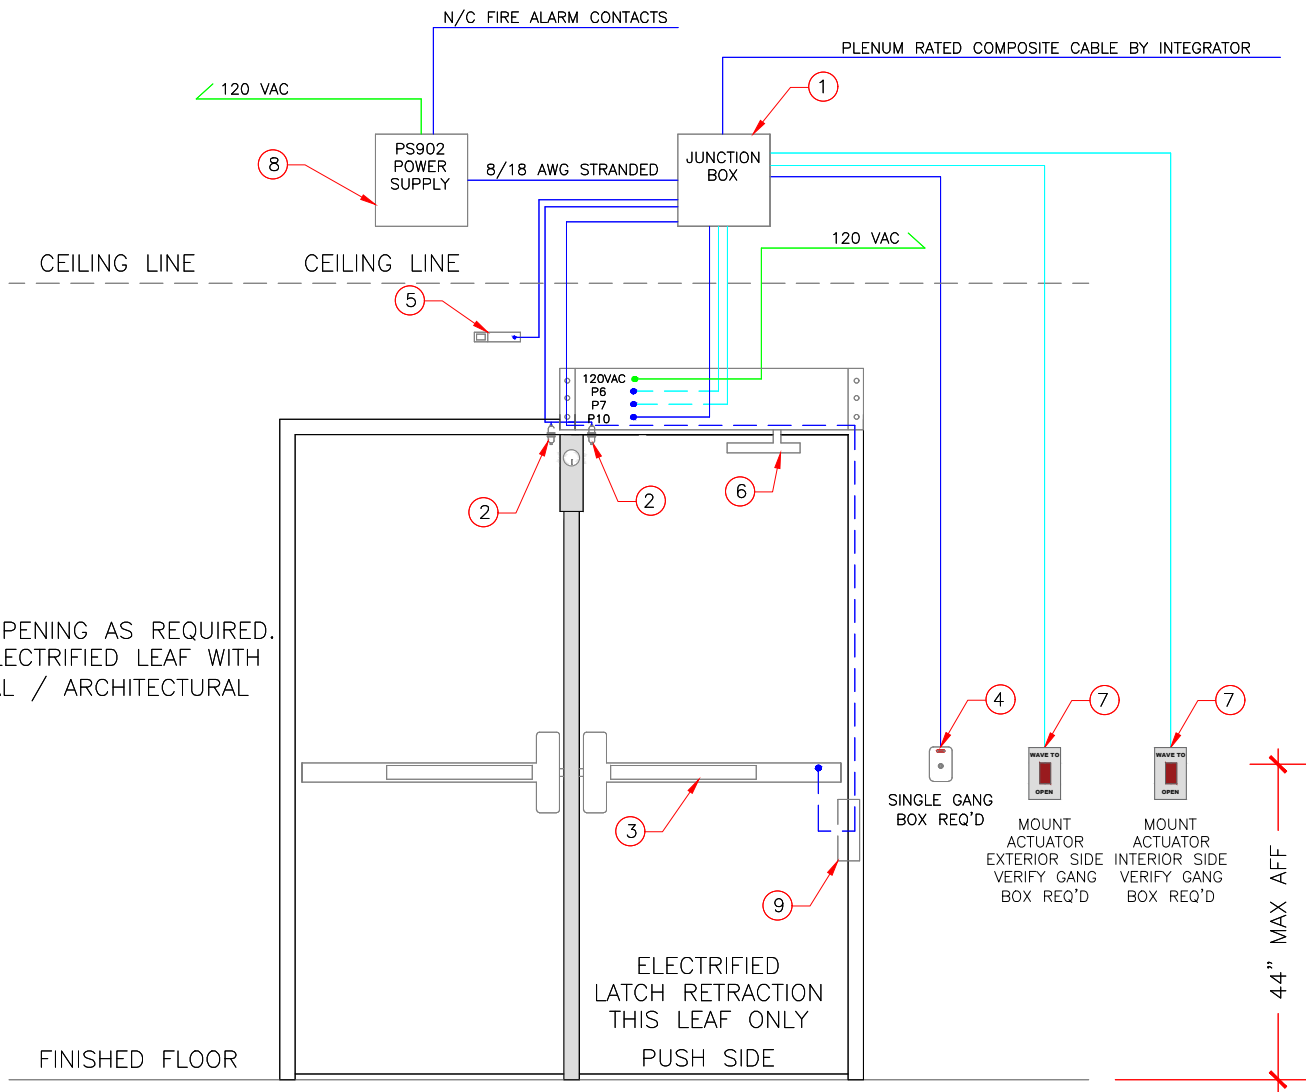 N/C FIRE ALARM CONTACTS
PLENUM RATED COMPOSITE CABLE BY INTEGRATOR
120 VAC
1
PS902
POWER
SUPPLY
8
8/18 AWG STRANDED
JUNCTION
BOX
120 VAC
CEILING LINE
CEILING LINE
5
120VAC
P6
P7
P10
2
2
6
PENING AS REQUIRED.
LECTRIFIED LEAF WITH
AL / ARCHITECTURAL
4
7
7
WAVE TO
OPEN
WAVE TO
OPEN
SINGLE GANG
BOX REQ'D
MOUNT
ACTUATOR
EXTERIOR SIDE
VERIFY GANG
BOX REQ'D
MOUNT
ACTUATOR
INTERIOR SIDE
VERIFY GANG
BOX REQ'D
3
9
44" MAX AFF
ELECTRIFIED
LATCH RETRACTION
THIS LEAF ONLY
PUSH SIDE
FINISHED FLOOR